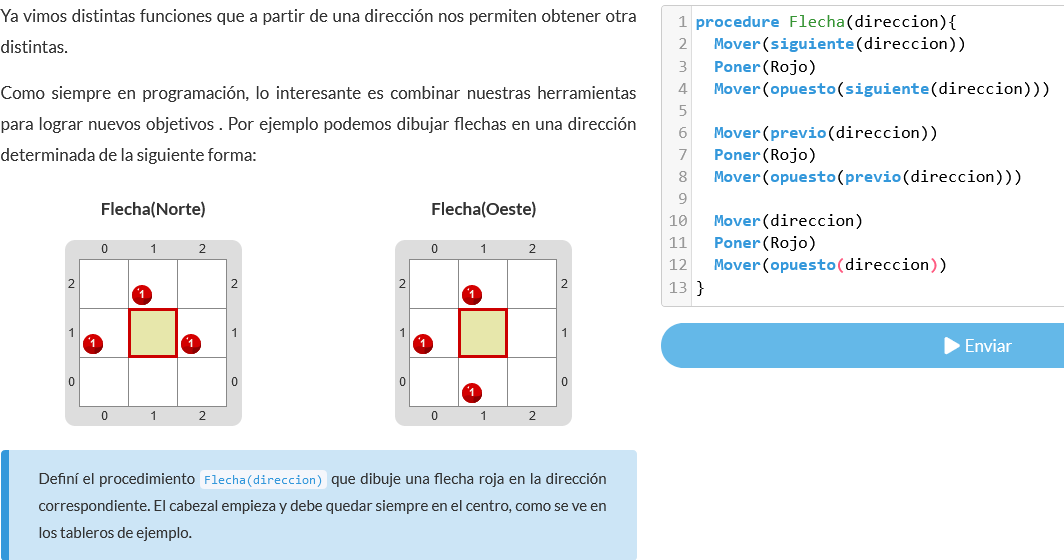 Ya vimos distintas funciones que a partir de una dirección nos permiten obtener otra
distintas.
Como siempre en programación, lo interesante es combinar nuestras herramientas
para lograr nuevos objetivos . Por ejemplo podemos dibujar flechas en una dirección
determinada de la siguiente forma:
Flecha(Norte)
0 1 2
2 1 2
1 1 1 1
0 0
0 1 2
Flecha(Oeste)
0 1 2
2 1 2
1 1 1
0 1 0
0 1 2
Definí el procedimiento Flecha(direccion) que dibuje una flecha roja en la dirección
correspondiente. El cabezal empieza y debe quedar siempre en el centro, como se ve en
los tableros de ejemplo.
1 procedure Flecha(direccion){
2 Mover(siguiente(direccion))
3 Poner(Rojo)
4 Mover(opuesto(siguiente(direccion)))
5
6 Mover(previo(direccion))
7 Poner(Rojo)
8 Mover(opuesto(previo(direccion)))
9
10 Mover(direccion)
11 Poner(Rojo)
12 Mover(opuesto(direccion))
13 }
Enviar